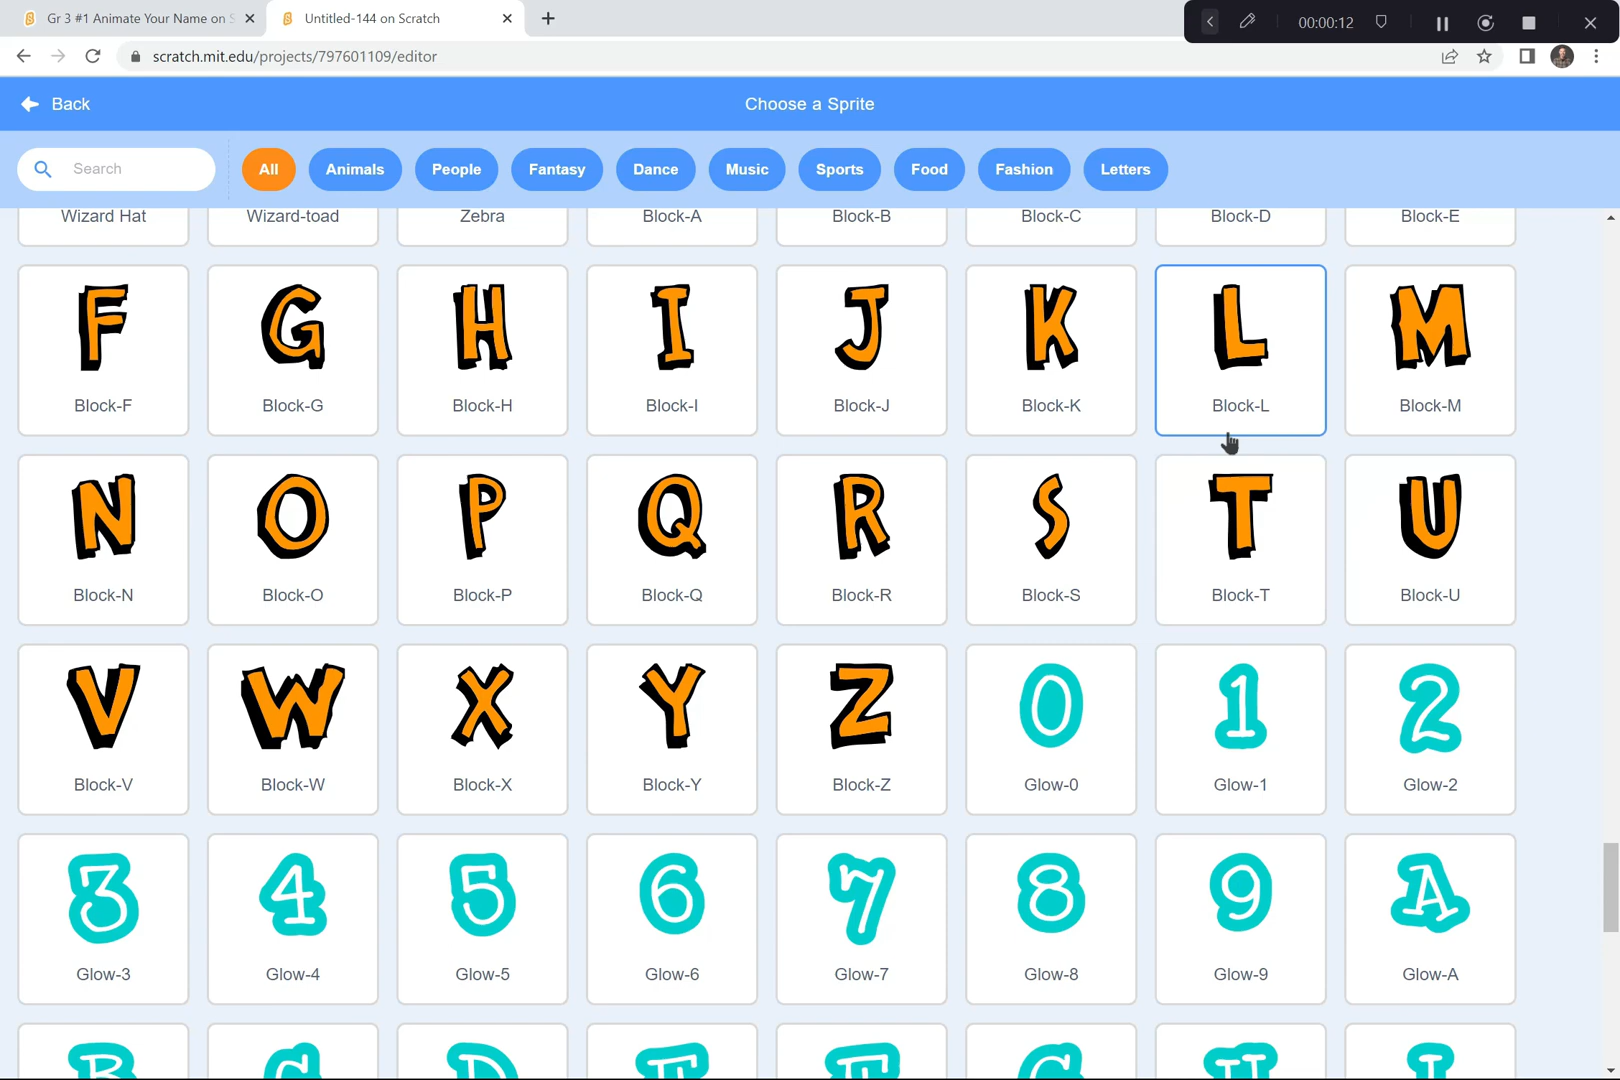 Gr 3 #1 Animate Your Name on S
Untitled-144 on Scratch
00:00:12
scratch.mit.edu/projects/797601109/editor
Back
Choose a Sprite
Search
All
Animals
People
Fantasy
Dance
Music
Sports
Food
Fashion
Letters
Wizard Hat
Wizard-toad
Zebra
Block-A
Block-B
Block-C
Block-D
Block-E
F G H I J K L M
Block-F
Block-G
Block-H
Block-I
Block-J
Block-K
Block-L
Block-M
N O P Q R S T U
Block-N
Block-O
Block-P
Block-Q
Block-R
Block-S
Block-T
Block-U
V W X Y Z 0 1 2
Block-V
Block-W
Block-X
Block-Y
Block-Z
Glow-0
Glow-1
Glow-2
3 4 5 6 7 8 9 A
Glow-3
Glow-4
Glow-5
Glow-6
Glow-7
Glow-8
Glow-9
Glow-A